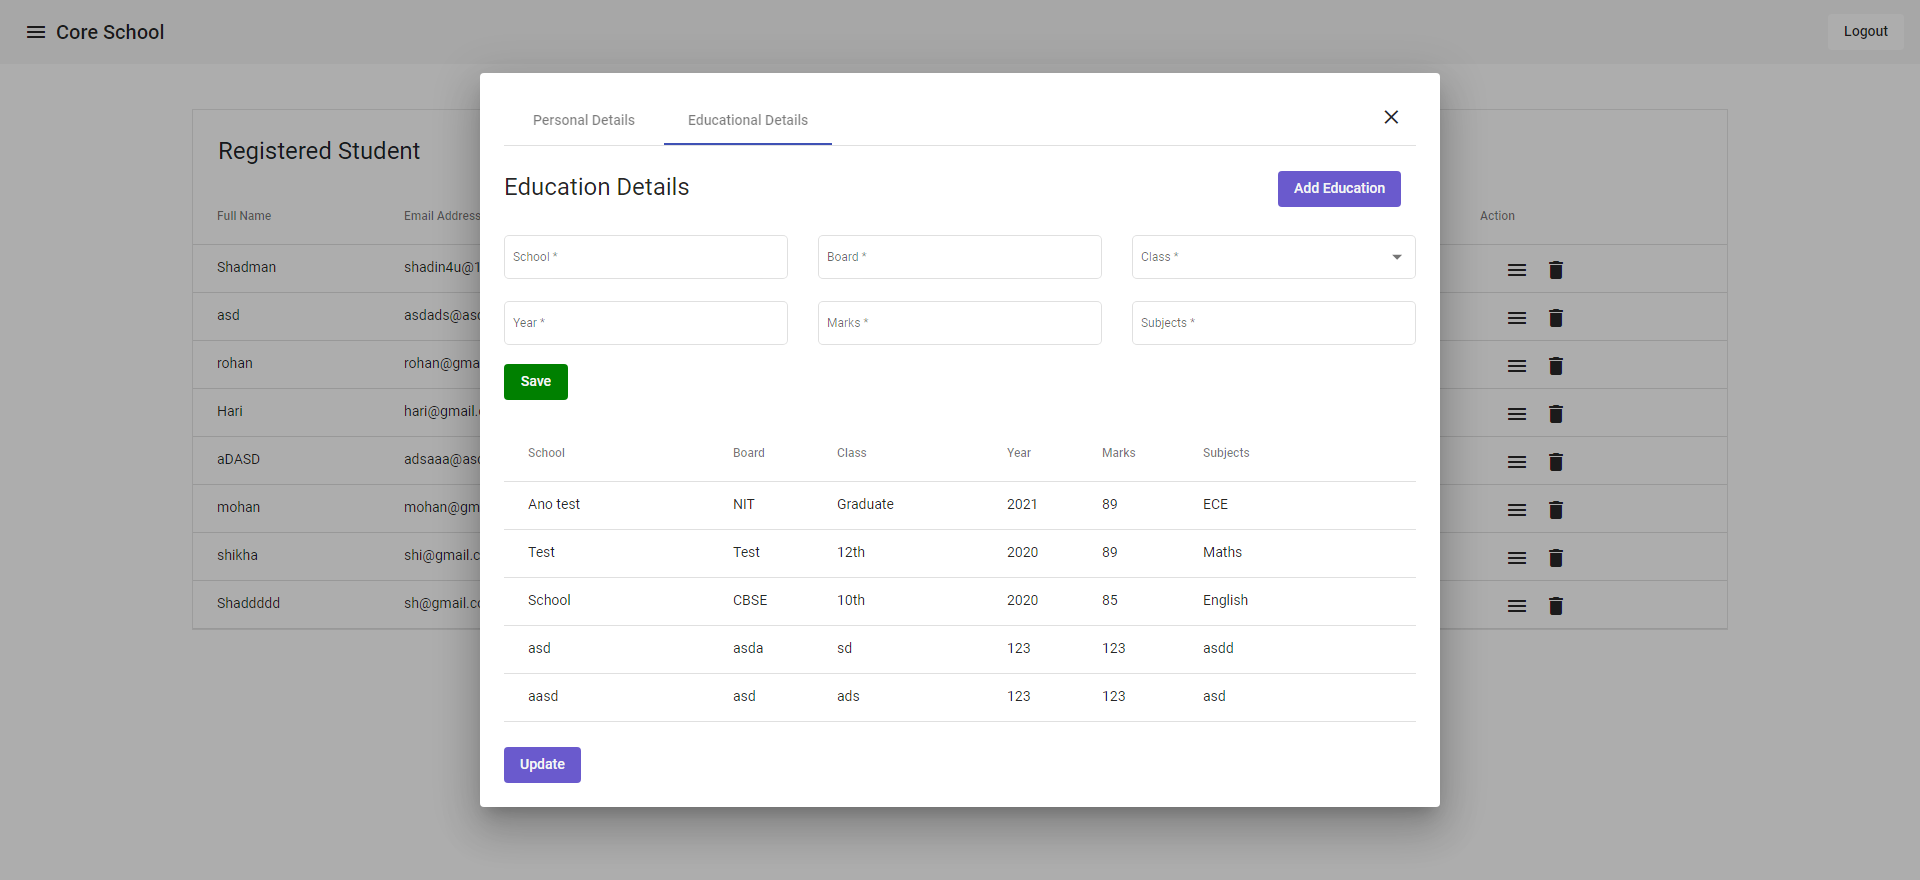 Core School
Logout
Registered Student
Full Name Email Address Action
Shadman shadin4u@1
asd asdads@asd
rohan rohan@gma
Hari hari@gmail.
aDASD adsaaa@asd
mohan mohan@gm
shikha shi@gmail.c
Shaddddd sh@gmail.co
Personal Details Educational Details
Education Details
Add Education
School * Board * Class *
Year * Marks * Subjects *
Save
School Board Class Year Marks Subjects
Ano test NIT Graduate 2021 89 ECE
Test Test 12th 2020 89 Maths
School CBSE 10th 2020 85 English
asd asda sd 123 123 asdd
aasd asd ads 123 123 asd
Update